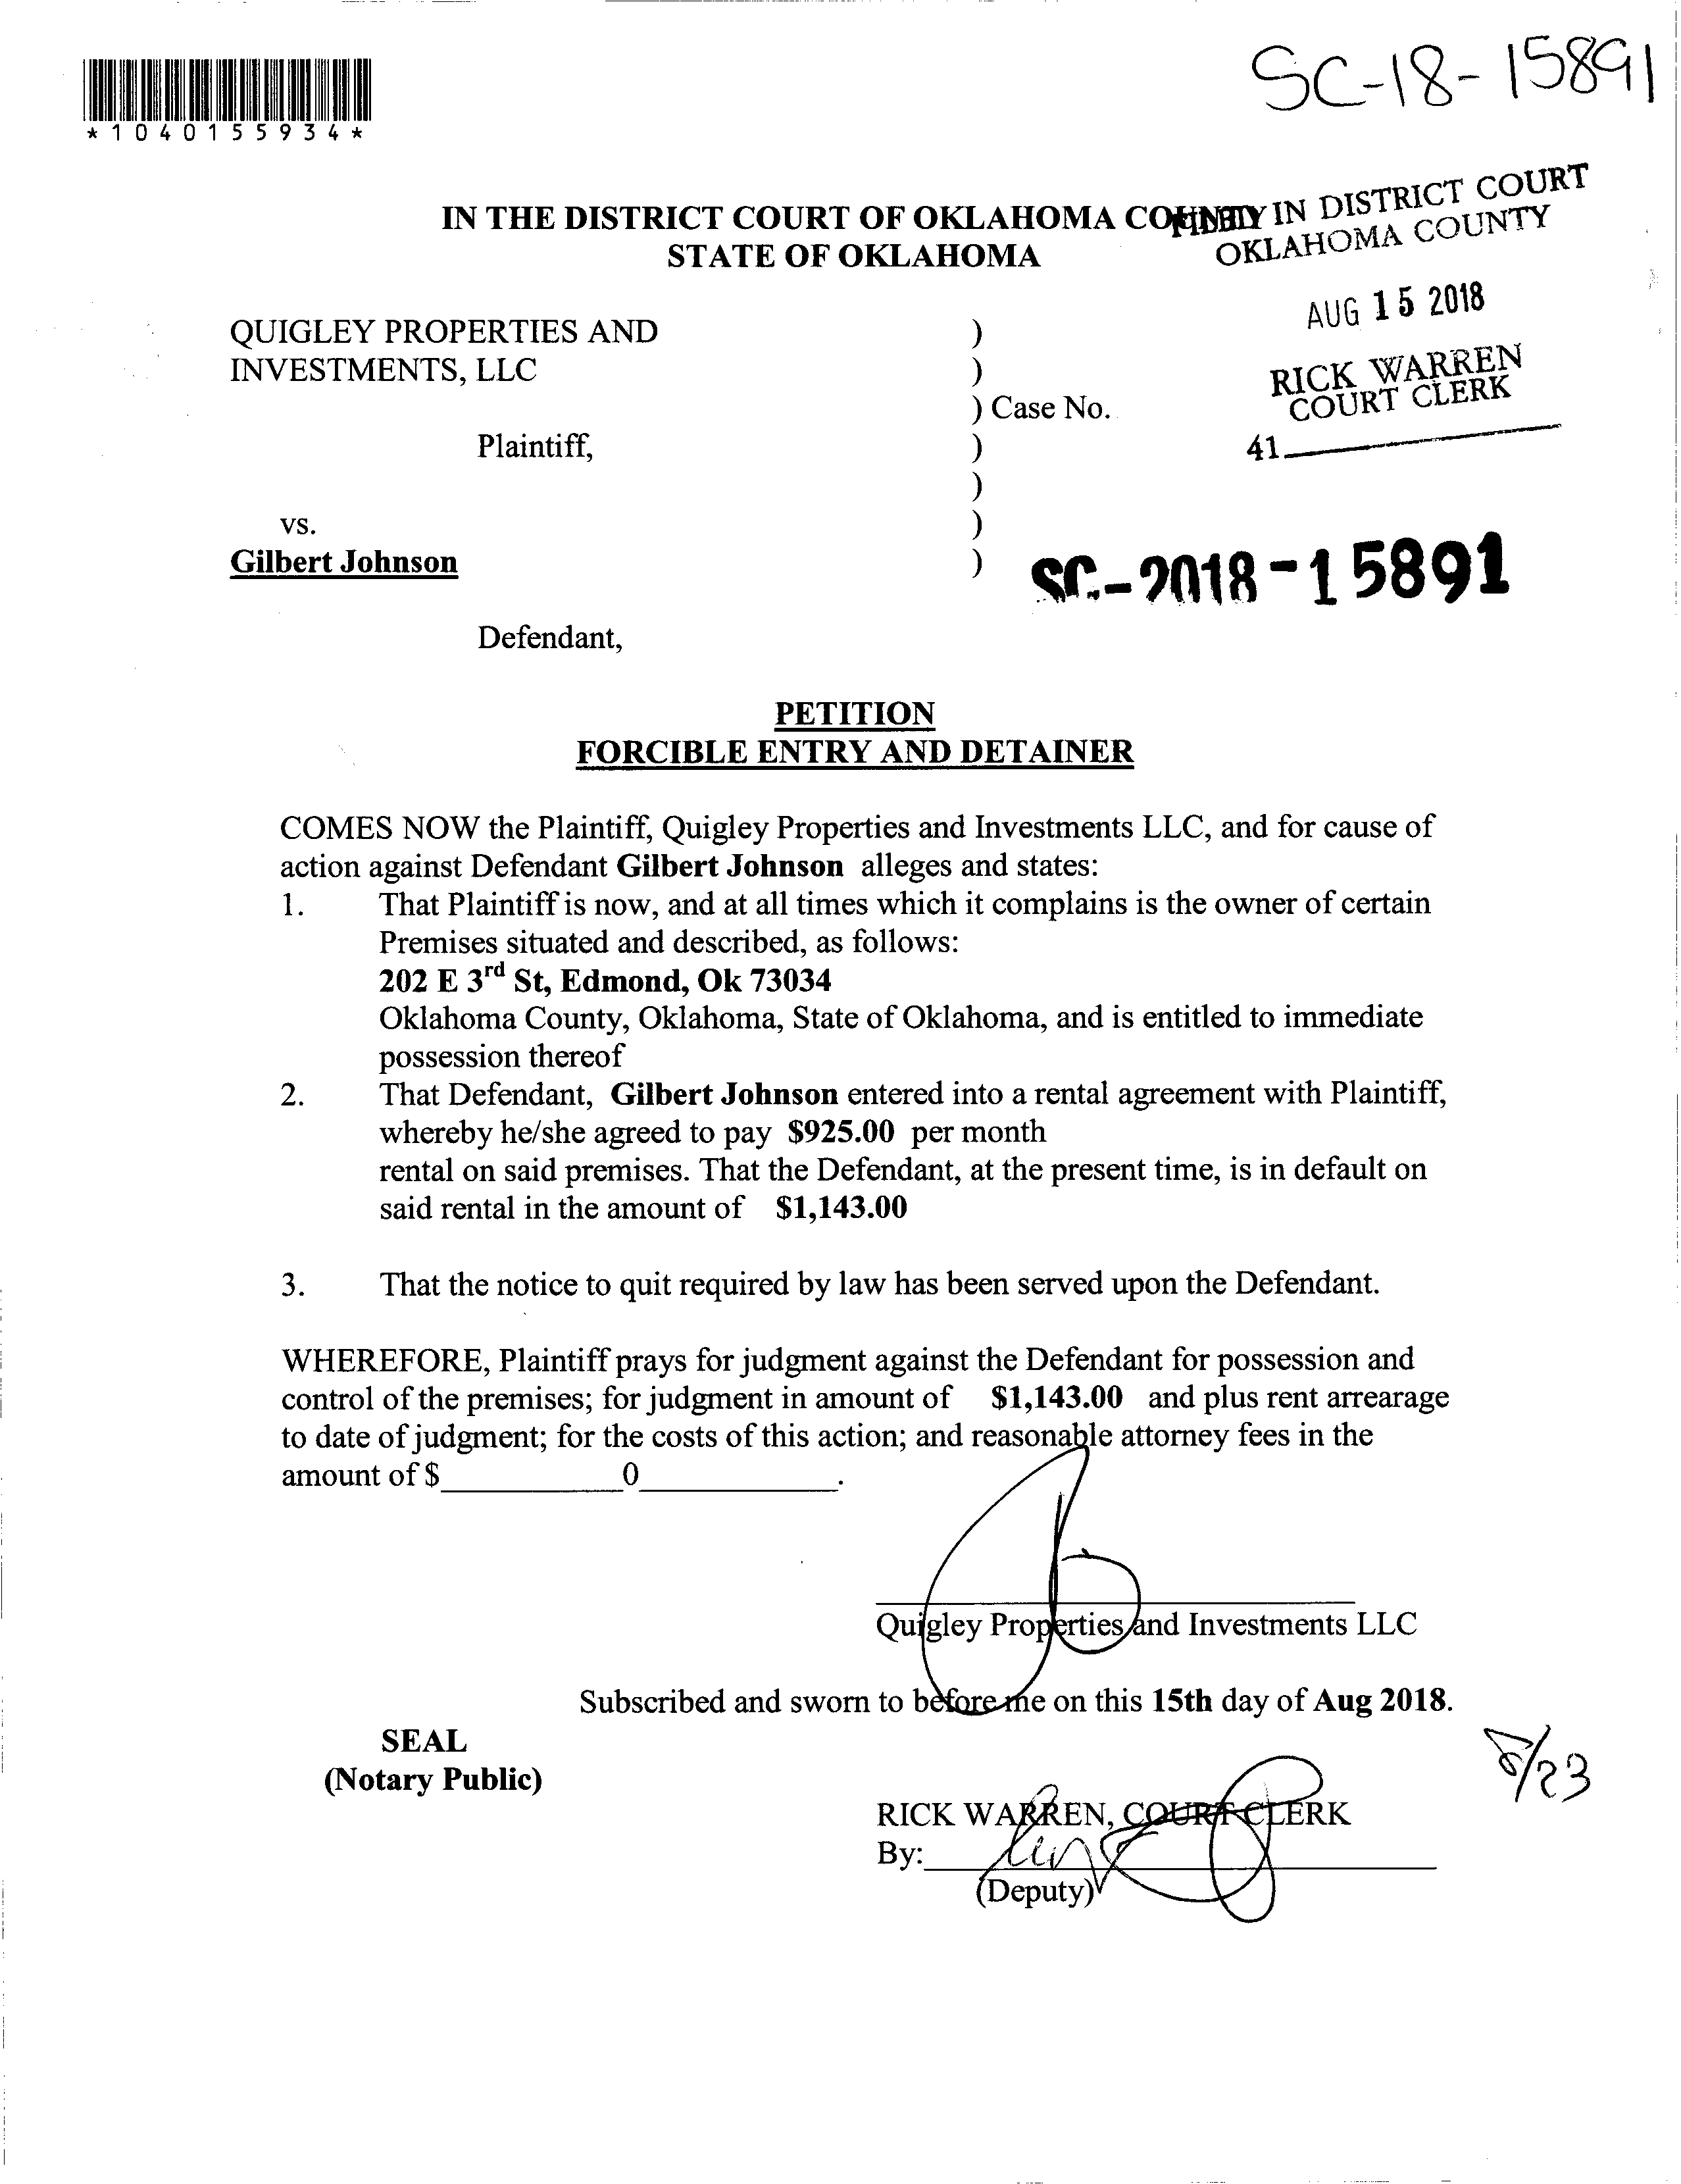 SC-18-15891
*1040155934*
IN THE DISTRICT COURT OF OKLAHOMA COUNTY
STATE OF OKLAHOMA
FILED IN DISTRICT COURT
OKLAHOMA COUNTY
AUG 15 2018
RICK WARREN
COURT CLERK
41
QUIGLEY PROPERTIES AND )
INVESTMENTS, LLC )
) Case No.
Plaintiff, )
)
vs. )
Gilbert Johnson )
SC-2018-15891
Defendant,
PETITION
FORCIBLE ENTRY AND DETAINER
COMES NOW the Plaintiff, Quigley Properties and Investments LLC, and for cause of
action against Defendant Gilbert Johnson alleges and states:
1. That Plaintiff is now, and at all times which it complains is the owner of certain
Premises situated and described, as follows:
202 E 3rd St, Edmond, Ok 73034
Oklahoma County, Oklahoma, State of Oklahoma, and is entitled to immediate
possession thereof
2. That Defendant, Gilbert Johnson entered into a rental agreement with Plaintiff,
whereby he/she agreed to pay $925.00 per month
rental on said premises. That the Defendant, at the present time, is in default on
said rental in the amount of $1,143.00
3. That the notice to quit required by law has been served upon the Defendant.
WHEREFORE, Plaintiff prays for judgment against the Defendant for possession and
control of the premises; for judgment in amount of $1,143.00 and plus rent arrearage
to date of judgment; for the costs of this action; and reasonable attorney fees in the
amount of $____________0_____________.
Quigley Properties and Investments LLC
Subscribed and sworn to before me on this 15th day of Aug 2018.
SEAL
(Notary Public)
8/23
RICK WARREN, COURT CLERK
By:
(Deputy)